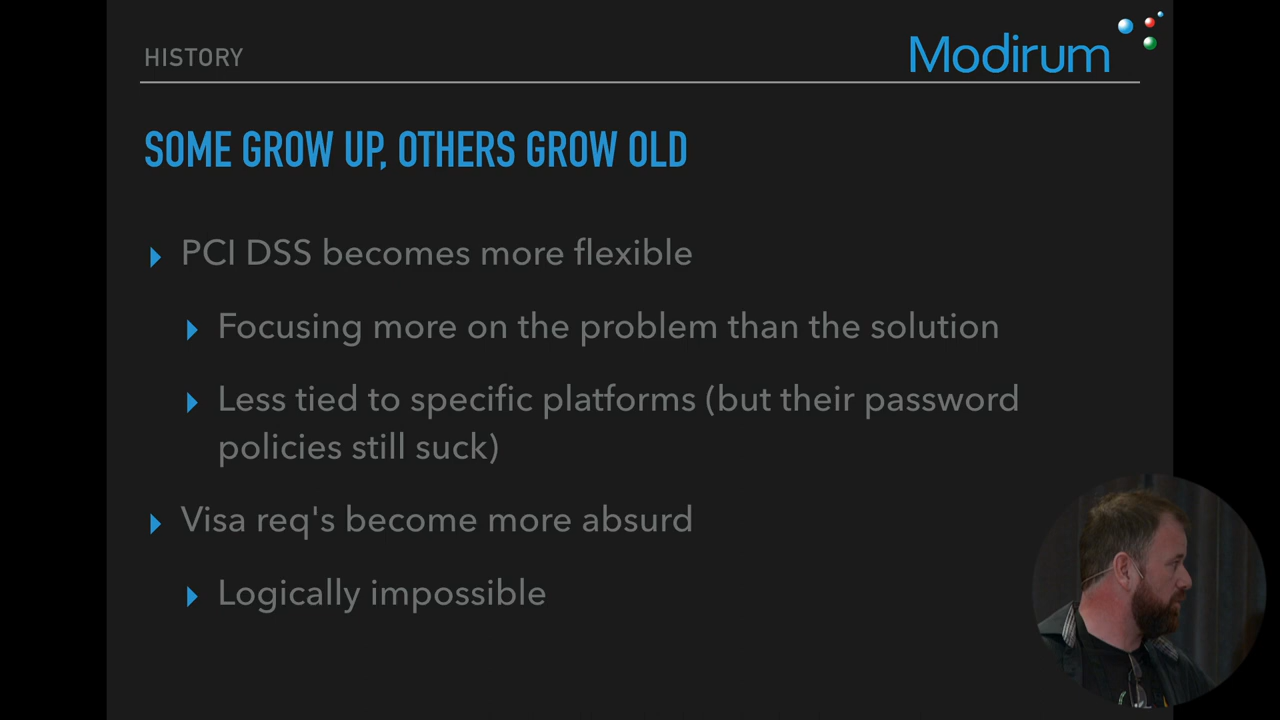 HISTORY
Modirum
SOME GROW UP, OTHERS GROW OLD
PCI DSS becomes more flexible
Focusing more on the problem than the solution
Less tied to specific platforms (but their password
policies still suck)
Visa req's become more absurd
Logically impossible